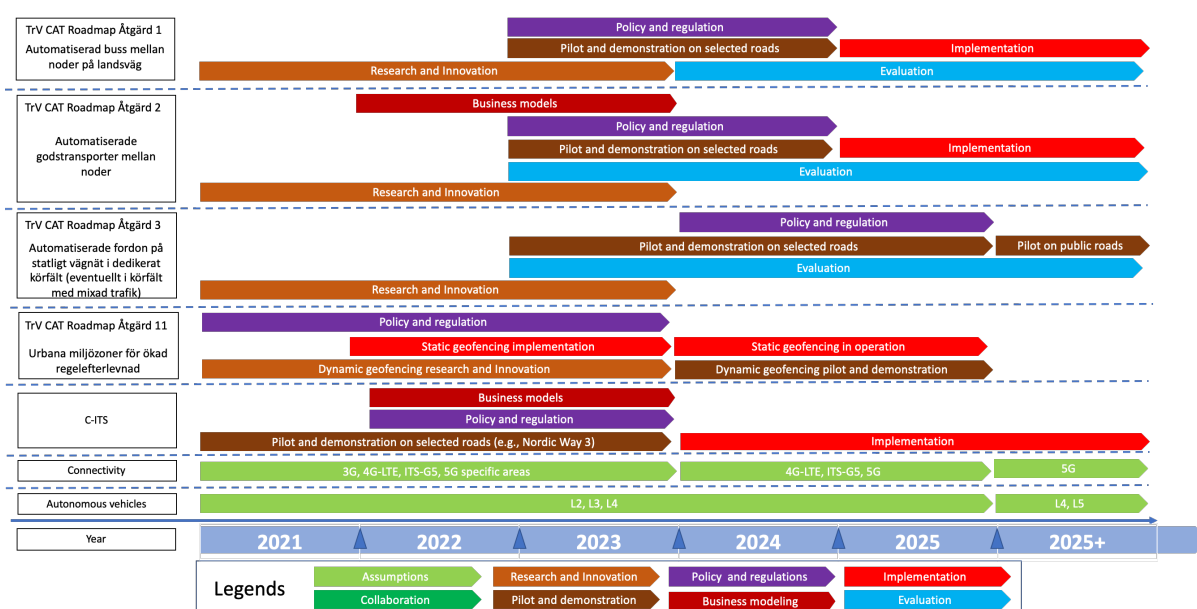 TrV CAT Roadmap Åtgärd 1
Automatiserad buss mellan
noder på landsväg
Policy and regulation
Pilot and demonstration on selected roads
Implementation
Research and Innovation
Evaluation
TrV CAT Roadmap Åtgärd 2
Automatiserade
godstransporter mellan
noder
Business models
Policy and regulation
Pilot and demonstration on selected roads
Implementation
Evaluation
Research and Innovation
TrV CAT Roadmap Åtgärd 3
Automatiserade fordon på
statligt vägnät i dedikerat
körfält (eventuellt i körfält
med mixad trafik)
Policy and regulation
Pilot and demonstration on selected roads
Pilot on public roads
Evaluation
Research and Innovation
TrV CAT Roadmap Åtgärd 11
Urbana miljözoner för ökad
regelefterlevnad
Policy and regulation
Static geofencing implementation
Static geofencing in operation
Dynamic geofencing research and Innovation
Dynamic geofencing pilot and demonstration
C-ITS
Business models
Policy and regulation
Pilot and demonstration on selected roads (e.g., Nordic Way 3)
Implementation
Connectivity
3G, 4G-LTE, ITS-G5, 5G specific areas
4G-LTE, ITS-G5, 5G
5G
Autonomous vehicles
L2, L3, L4
L4, L5
Year
2021
2022
2023
2024
2025
2025+
Legends
Assumptions
Research and Innovation
Policy and regulations
Implementation
Collaboration
Pilot and demonstration
Business modeling
Evaluation